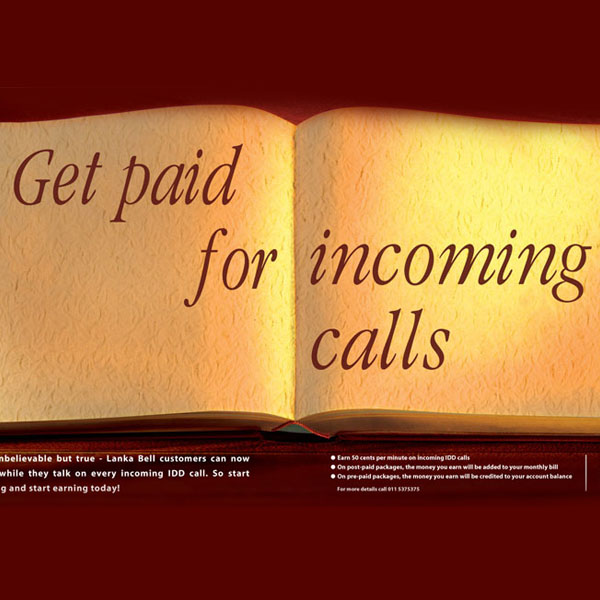 Get paid
for incoming
calls
nbelievable but true - Lanka Bell customers can now
while they talk on every incoming IDD call. So start
g and start earning today!
● Earn 50 cents per minute on incoming IDD calls
● On post-paid packages, the money you earn will be added to your monthly bill
● On pre-paid packages, the money you earn will be credited to your account balance
For more details call 011 5375375